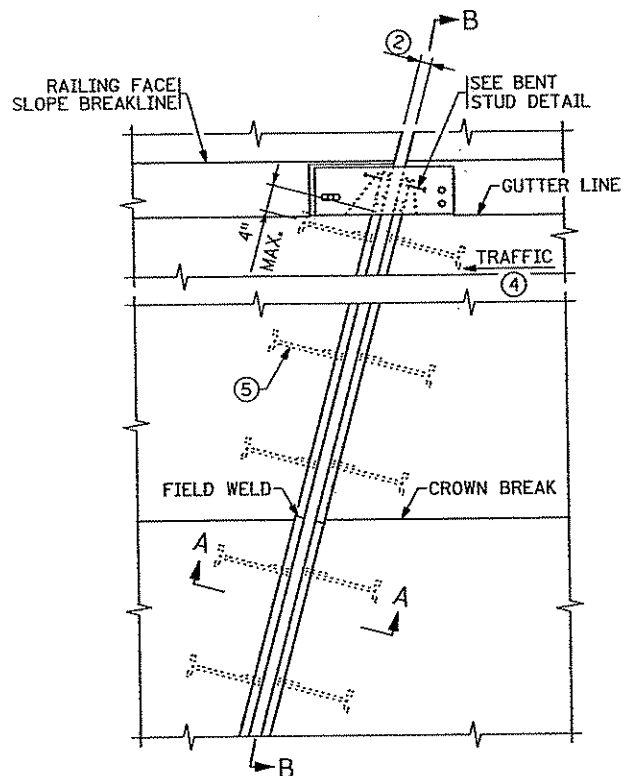 B
②
RAILING FACE
SLOPE BREAKLINE
SEE BENT
STUD DETAIL
GUTTER LINE
4"
MAX.
TRAFFIC
④
⑤
FIELD WELD
CROWN BREAK
A
A
B